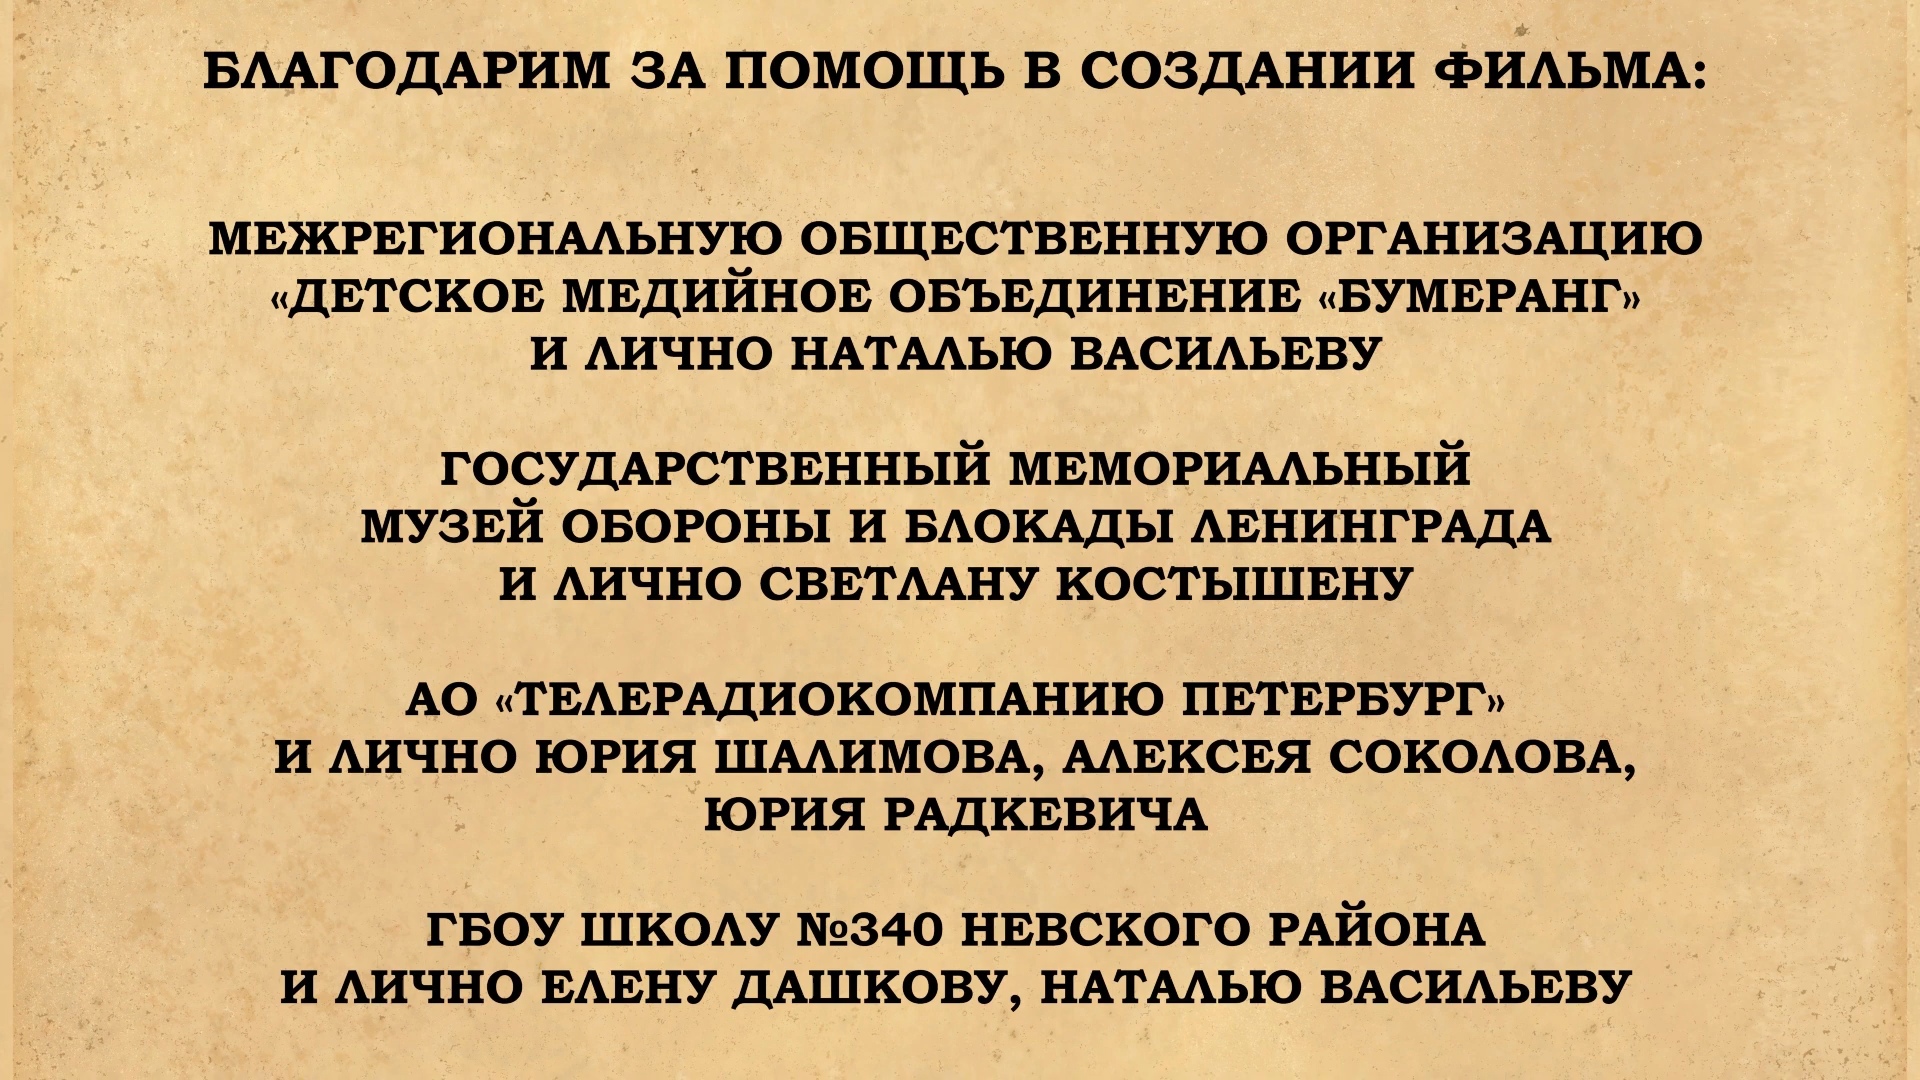 БЛАГОДАРИМ ЗА ПОМОЩЬ В СОЗДАНИИ ФИЛЬМА:
МЕЖРЕГИОНАЛЬНУЮ ОБЩЕСТВЕННУЮ ОРГАНИЗАЦИЮ
«ДЕТСКОЕ МЕДИЙНОЕ ОБЪЕДИНЕНИЕ «БУМЕРАНГ»
И ЛИЧНО НАТАЛЬЮ ВАСИЛЬЕВУ
ГОСУДАРСТВЕННЫЙ МЕМОРИАЛЬНЫЙ
МУЗЕЙ ОБОРОНЫ И БЛОКАДЫ ЛЕНИНГРАДА
И ЛИЧНО СВЕТЛАНУ КОСТЫШЕНУ
АО «ТЕЛЕРАДИОКОМПАНИЮ ПЕТЕРБУРГ»
И ЛИЧНО ЮРИЯ ШАЛИМОВА, АЛЕКСЕЯ СОКОЛОВА,
ЮРИЯ РАДКЕВИЧА
ГБОУ ШКОЛУ №340 НЕВСКОГО РАЙОНА
И ЛИЧНО ЕЛЕНУ ДАШКОВУ, НАТАЛЬЮ ВАСИЛЬЕВУ